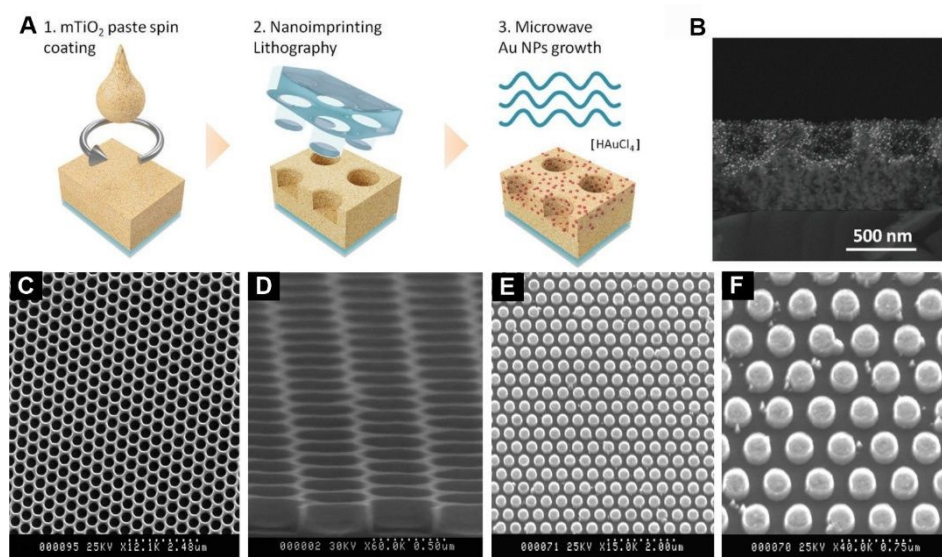 A
1. mTiO₂ paste spin
coating
2. Nanoimprinting
Lithography
3. Microwave
Au NPs growth
[HAuCl₄]
B
500 nm
C
000095 25KV X12.1K 2.48um
D
000002 30KV X60.0K 0.50um
E
000071 25KV X15.0K 2.00um
F
000070 25KV X40.0K 0.75um